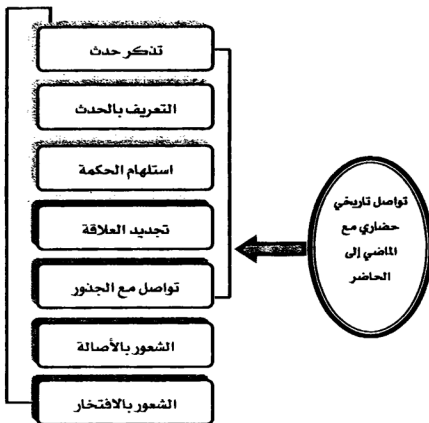 تذكر حدث
التعريف بالحدث
استلهام الحكمة
تجديد العلاقة
تواصل مع الجذور
الشعور بالأصالة
الشعور بالافتخار
تواصل تاريخي
حضاري مع
الماضي إلى
الحاضر